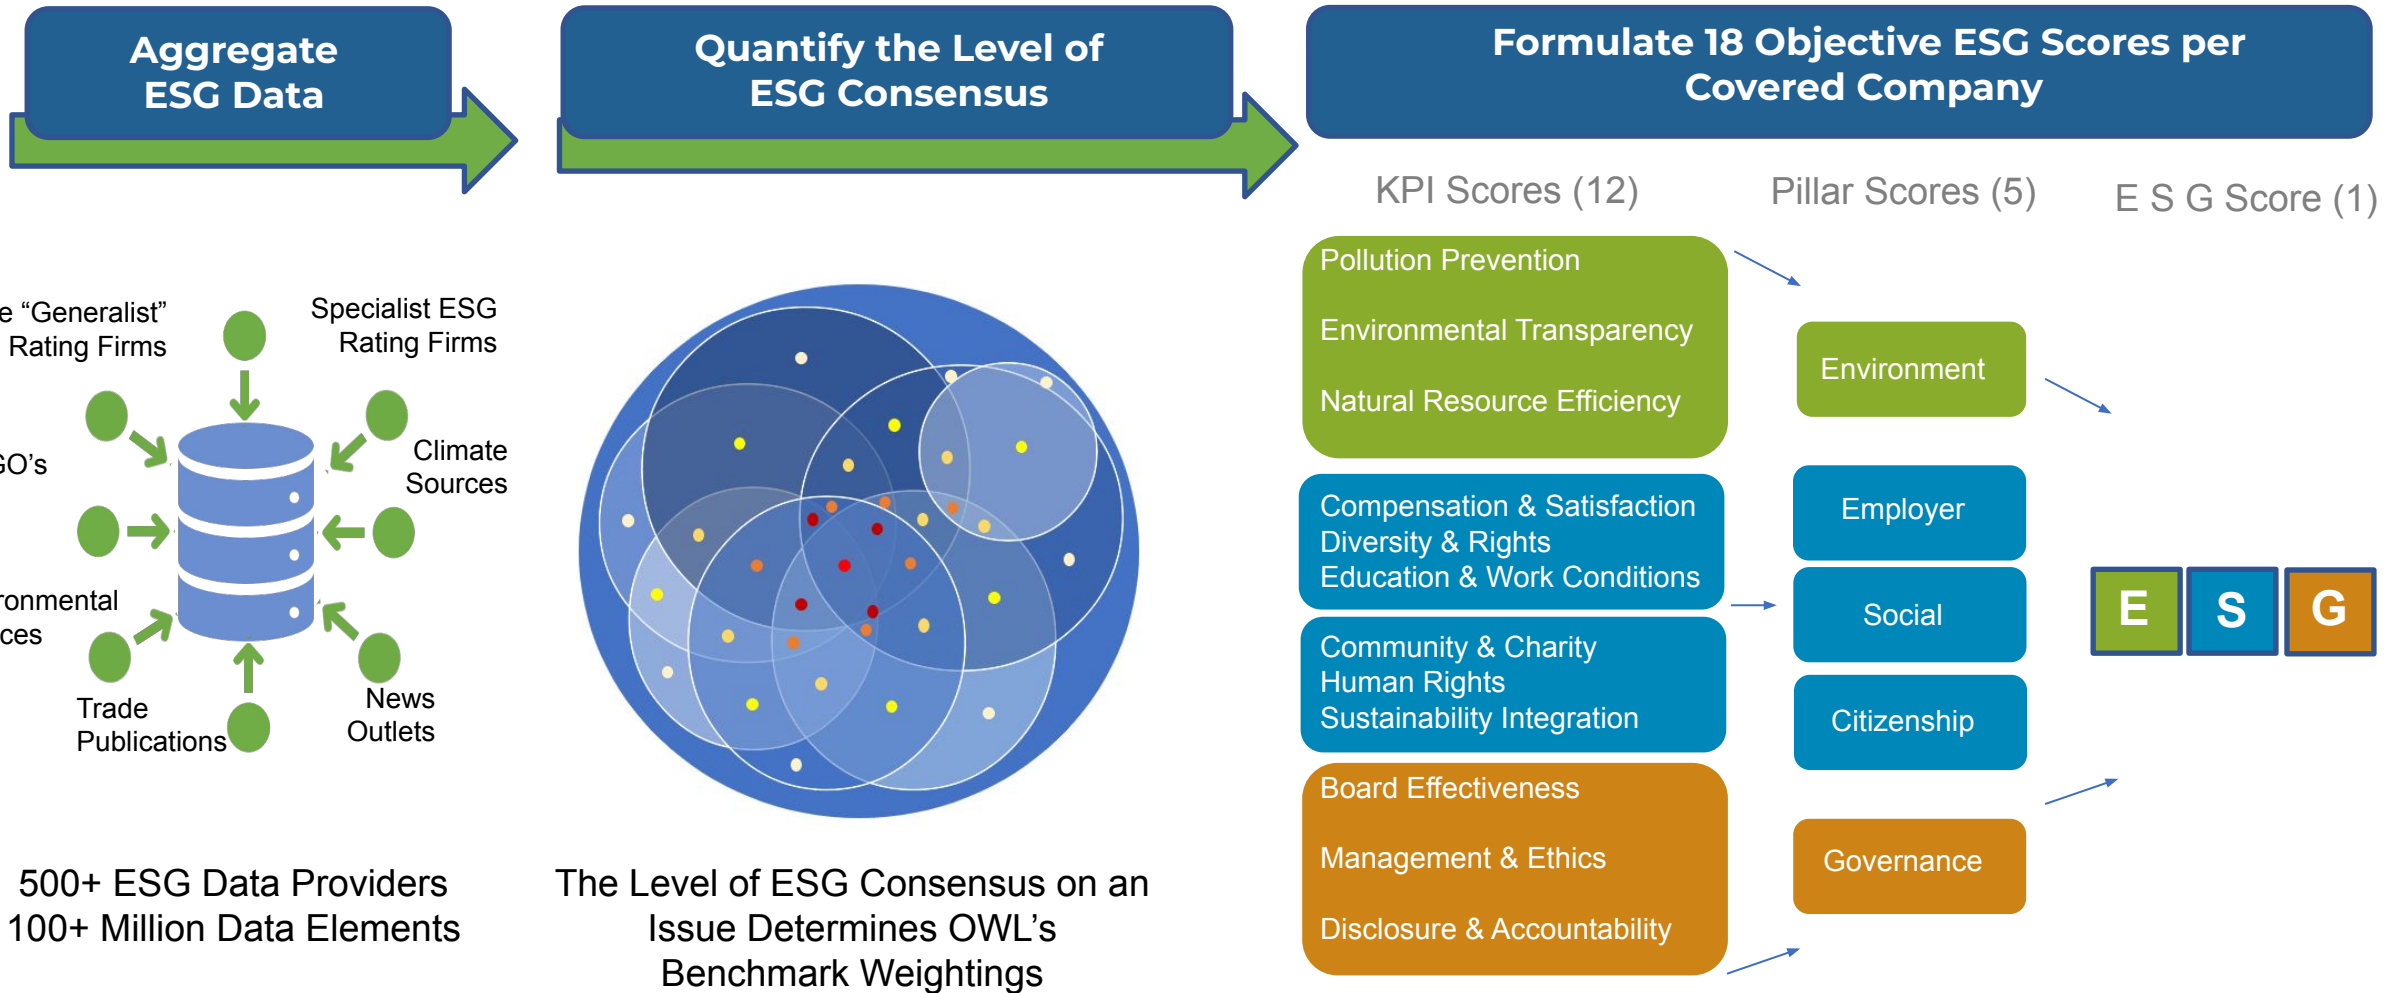 Aggregate
ESG Data
Quantify the Level of
ESG Consensus
Formulate 18 Objective ESG Scores per
Covered Company
KPI Scores (12)
Pillar Scores (5)
E S G Score (1)
“Generalist”
Rating Firms
Specialist ESG
Rating Firms
Climate
Sources
Trade
Publications
News
Outlets
500+ ESG Data Providers
100+ Million Data Elements
The Level of ESG Consensus on an
Issue Determines OWL’s
Benchmark Weightings
Pollution Prevention
Environmental Transparency
Natural Resource Efficiency
Compensation & Satisfaction
Diversity & Rights
Education & Work Conditions
Community & Charity
Human Rights
Sustainability Integration
Board Effectiveness
Management & Ethics
Disclosure & Accountability
Environment
Employer
Social
Citizenship
Governance
E S G